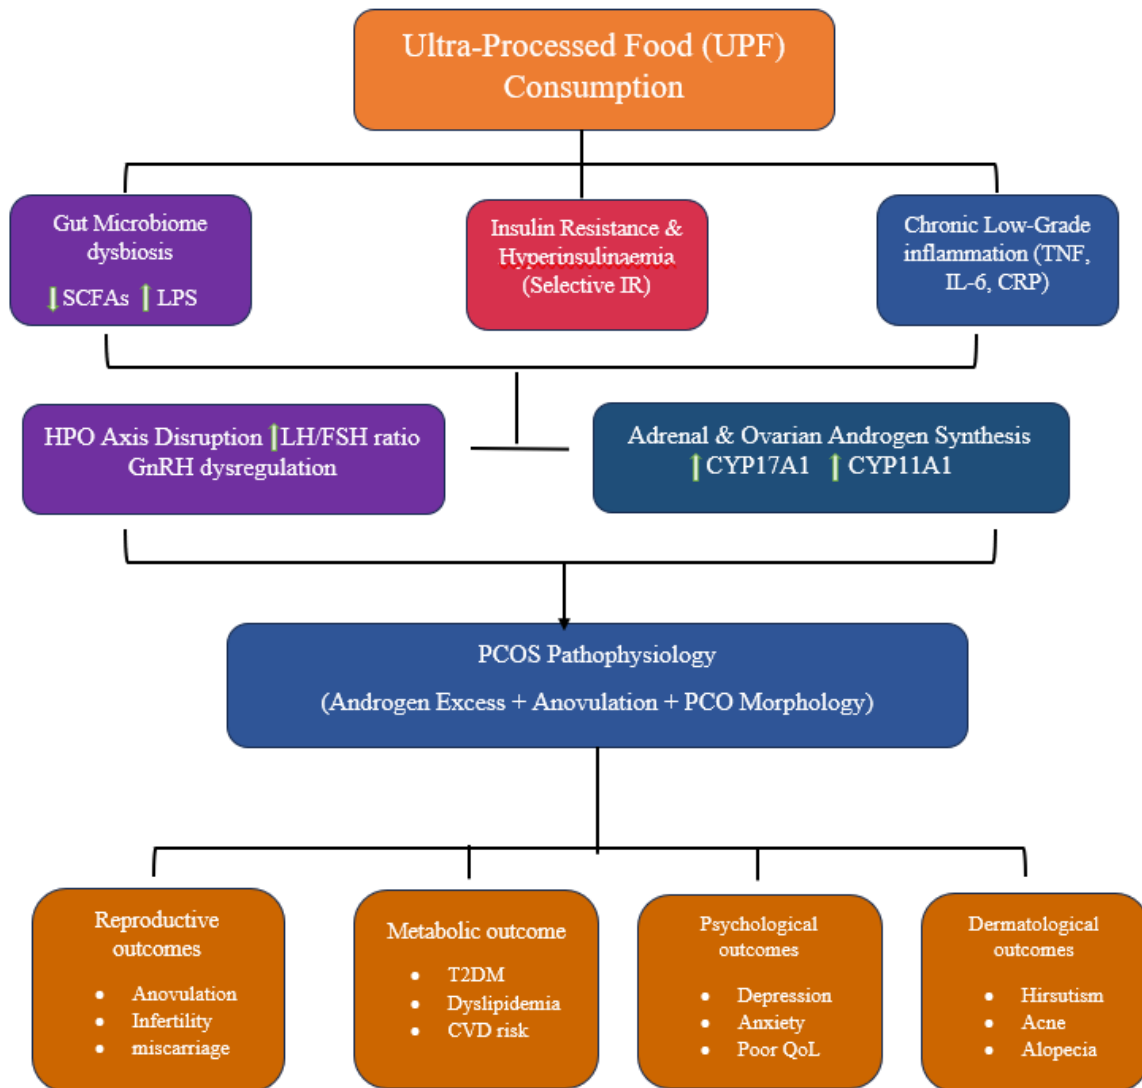 Ultra-Processed Food (UPF)
Consumption
Gut Microbiome
dysbiosis
↓SCFAs ↑LPS
Insulin Resistance &
Hyperinsulinaemia
(Selective IR)
Chronic Low-Grade
inflammation (TNF,
IL-6, CRP)
HPO Axis Disruption ↑LH/FSH ratio
GnRH dysregulation
Adrenal & Ovarian Androgen Synthesis
↑CYP17A1 ↑CYP11A1
PCOS Pathophysiology
(Androgen Excess + Anovulation + PCO Morphology)
Reproductive
outcomes
• Anovulation
• Infertility
• miscarriage
Metabolic outcome
• T2DM
• Dyslipidemia
• CVD risk
Psychological
outcomes
• Depression
• Anxiety
• Poor QoL
Dermatological
outcomes
• Hirsutism
• Acne
• Alopecia